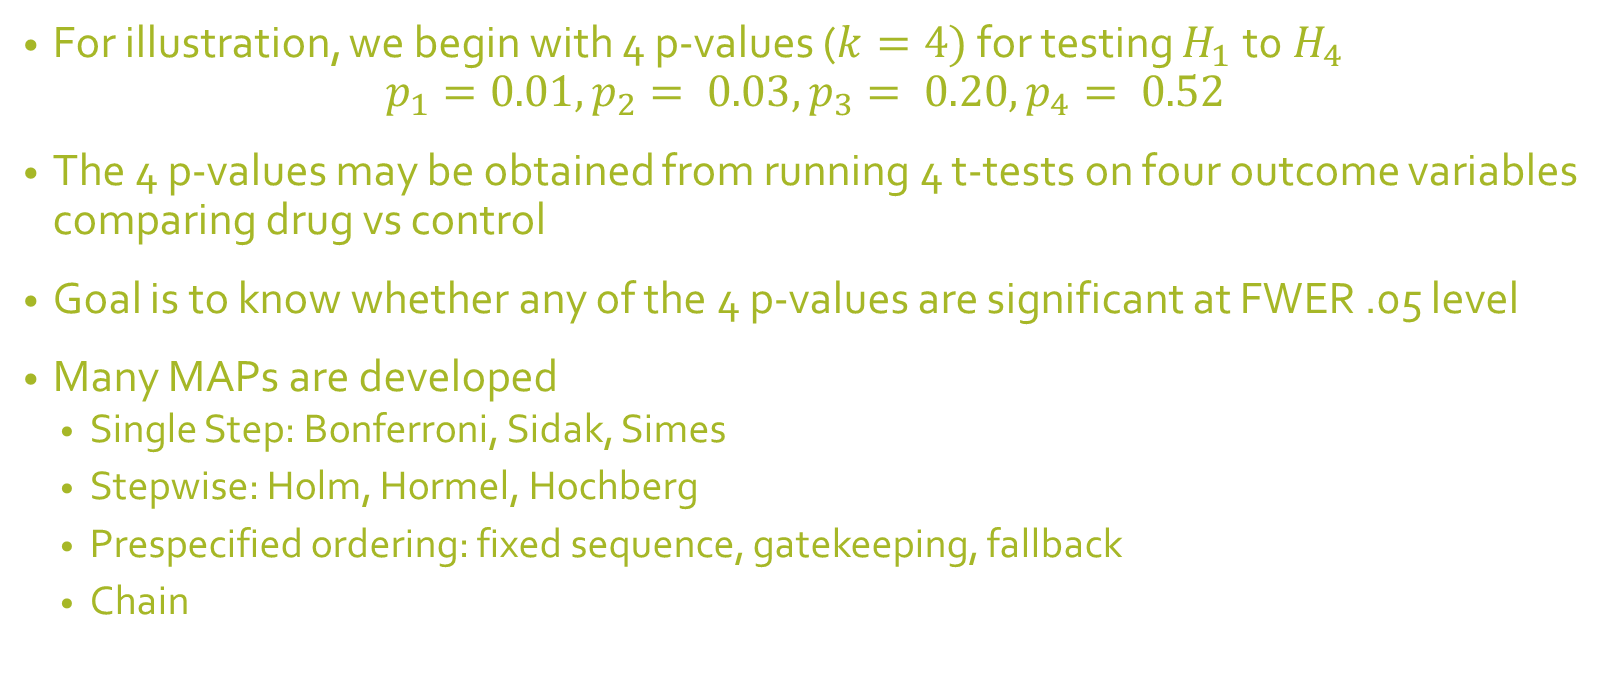 • For illustration, we begin with 4 p-values (k = 4) for testing H₁ to H₄
p₁ = 0.01, p₂ = 0.03, p₃ = 0.20, p₄ = 0.52
• The 4 p-values may be obtained from running 4 t-tests on four outcome variables
comparing drug vs control
• Goal is to know whether any of the 4 p-values are significant at FWER .05 level
• Many MAPs are developed
• Single Step: Bonferroni, Sidak, Simes
• Stepwise: Holm, Hormel, Hochberg
• Prespecified ordering: fixed sequence, gatekeeping, fallback
• Chain